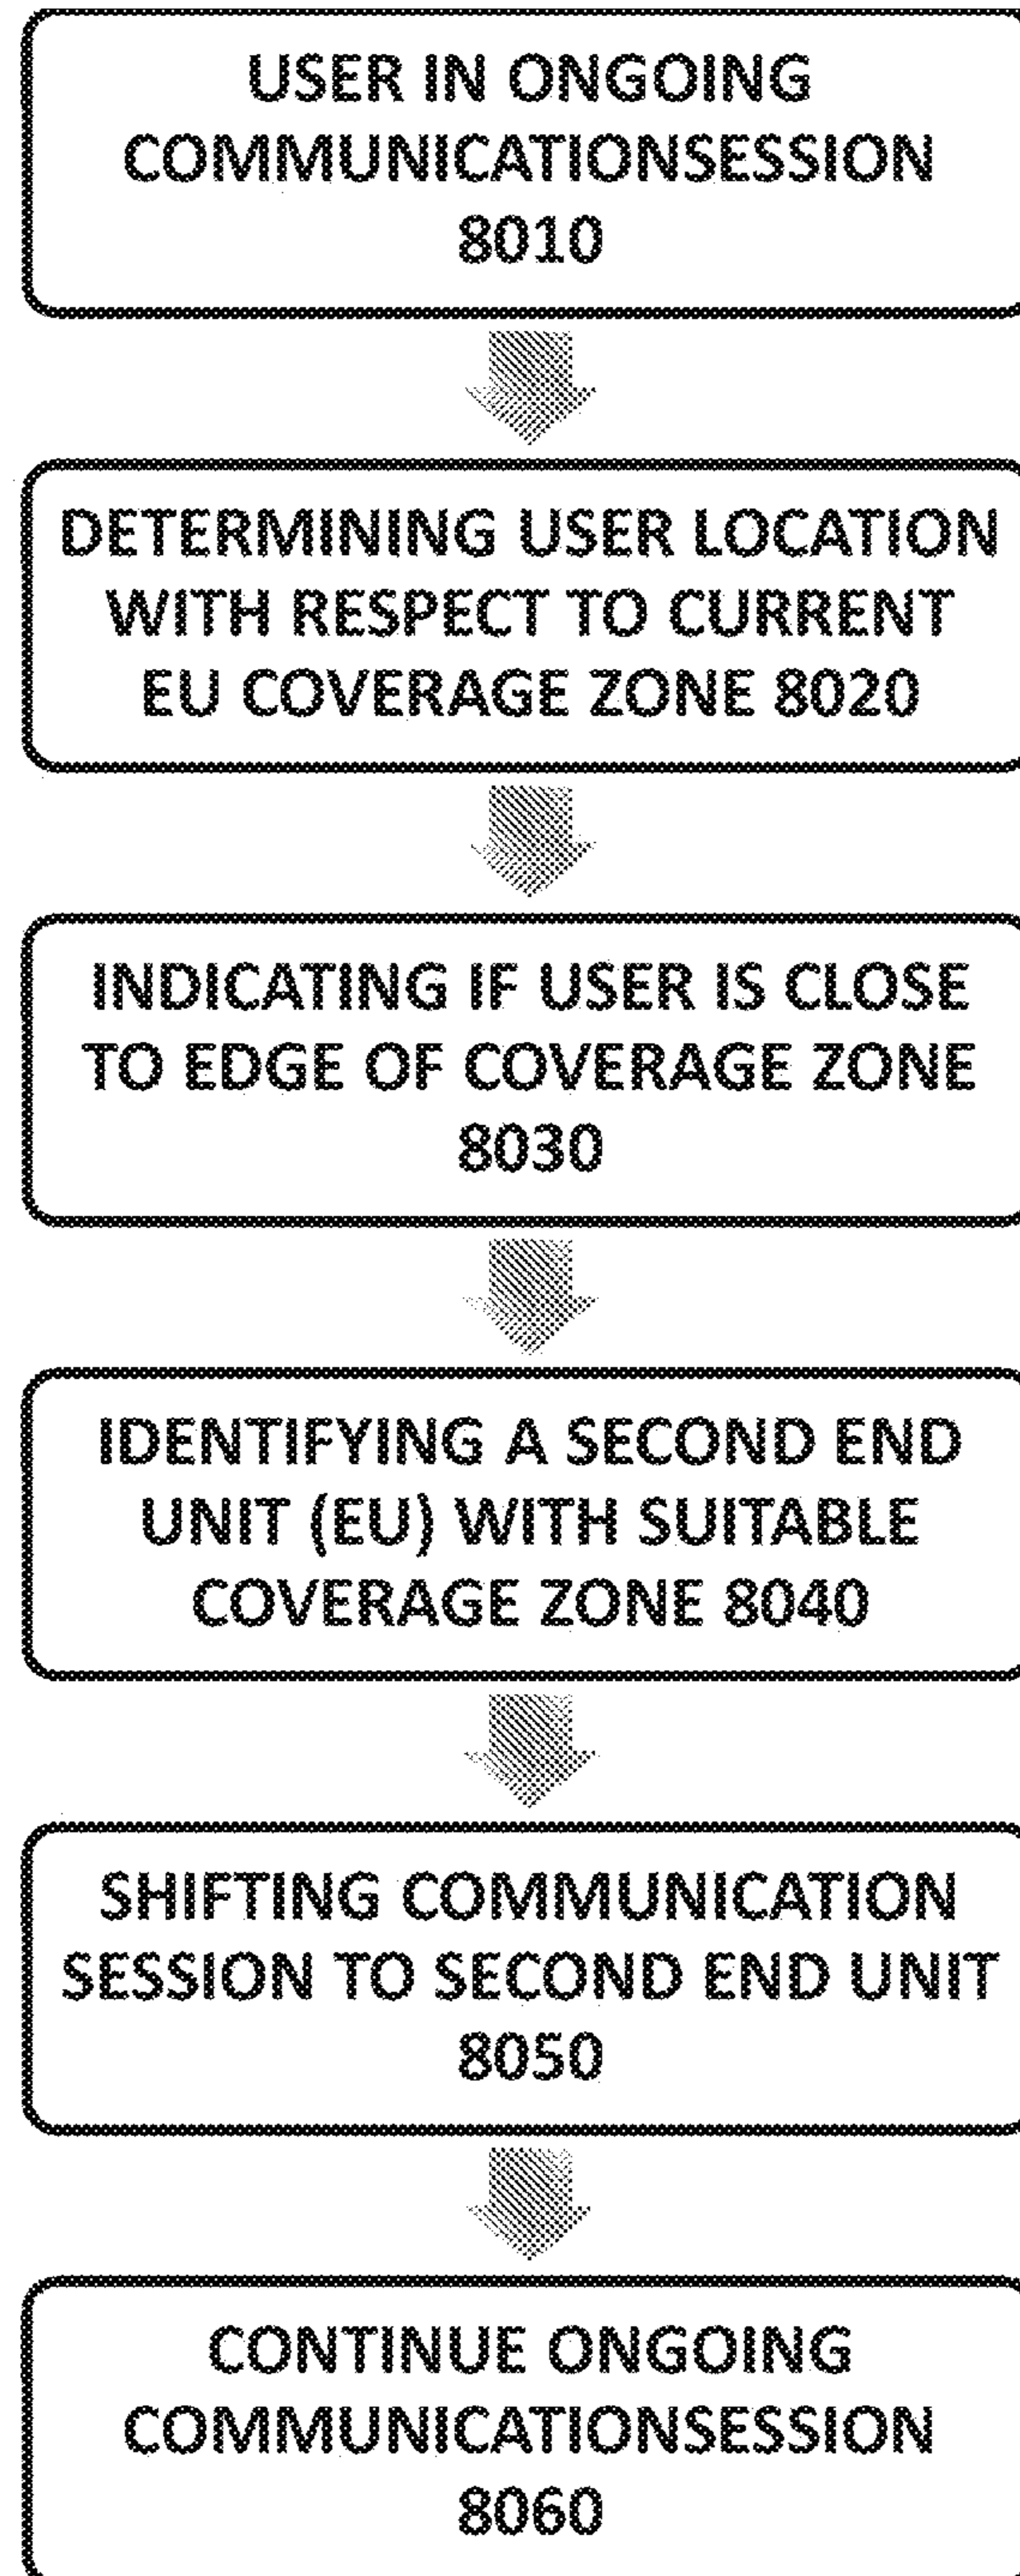 USER IN ONGOING
COMMUNICATIONSESSION
8010
DETERMINING USER LOCATION
WITH RESPECT TO CURRENT
EU COVERAGE ZONE 8020
INDICATING IF USER IS CLOSE
TO EDGE OF COVERAGE ZONE
8030
IDENTIFYING A SECOND END
UNIT (EU) WITH SUITABLE
COVERAGE ZONE 8040
SHIFTING COMMUNICATION
SESSION TO SECOND END UNIT
8050
CONTINUE ONGOING
COMMUNICATIONSESSION
8060